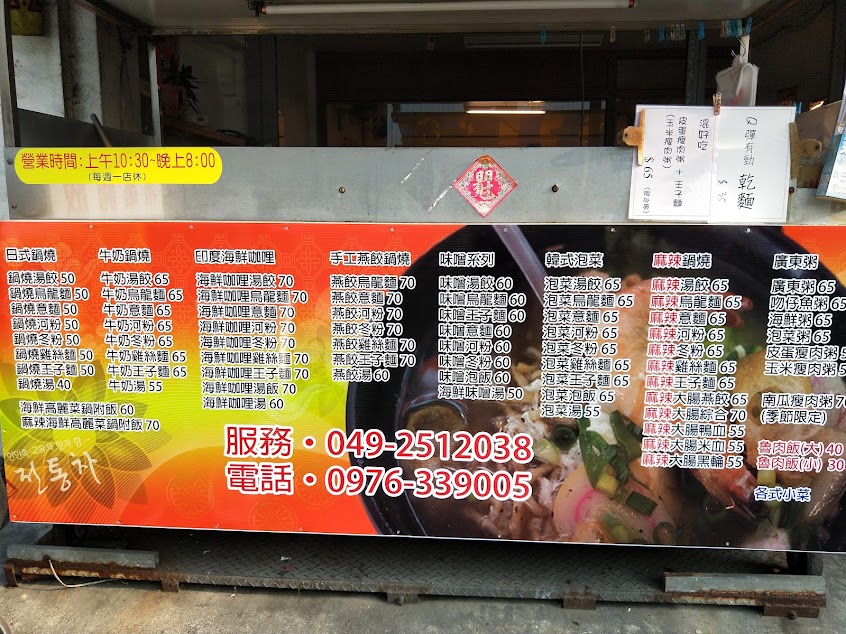 營業時間:上午10:30~晚上8:00
(每週一店休)
Q彈有勁 乾麵
$35
皮蛋瘦肉粥 + 王子麵
$65
日式鍋燒
鍋燒湯餃 50
鍋燒烏龍麵 50
鍋燒意麵 50
鍋燒河粉 50
鍋燒冬粉 50
鍋燒雞絲麵 50
鍋燒王子麵 50
鍋燒湯 40
海鮮高麗菜鍋附飯 60
麻辣海鮮高麗菜鍋附飯 70
牛奶鍋燒
牛奶湯餃 65
牛奶烏龍麵 65
牛奶意麵 65
牛奶河粉 65
牛奶冬粉 65
牛奶雞絲麵 65
牛奶王子麵 65
牛奶湯 55
印度海鮮咖哩
海鮮咖哩湯餃 70
海鮮咖哩烏龍麵 70
海鮮咖哩意麵 70
海鮮咖哩河粉 70
海鮮咖哩冬粉 70
海鮮咖哩雞絲麵 70
海鮮咖哩王子麵 70
海鮮咖哩湯飯 70
海鮮咖哩湯 60
手工燕餃鍋燒
燕餃烏龍麵 70
燕餃意麵 70
燕餃河粉 70
燕餃冬粉 70
燕餃雞絲麵 70
燕餃王子麵 70
燕餃湯 60
味噌系列
味噌湯餃 60
味噌烏龍麵 60
味噌王子麵 60
味噌意麵 60
味噌河粉 60
味噌冬粉 60
味噌泡飯 60
海鮮味噌湯 50
韓式泡菜
泡菜湯餃 65
泡菜烏龍麵 65
泡菜意麵 65
泡菜河粉 65
泡菜冬粉 65
泡菜雞絲麵 65
泡菜王子麵 65
泡菜泡飯 65
泡菜湯 55
麻辣鍋燒
麻辣湯餃 65
麻辣烏龍麵 65
麻辣意麵 65
麻辣河粉 65
麻辣冬粉 65
麻辣雞絲麵 65
麻辣王子麵 65
麻辣大腸燕餃 65
麻辣大腸綜合 70
麻辣大腸鴨血 55
麻辣大腸米血 55
麻辣大腸黑輪 55
廣東粥
廣東粥 65
吻仔魚粥 65
海鮮粥 65
泡菜粥 65
皮蛋瘦肉粥 5
玉米瘦肉粥 5
南瓜瘦肉粥 70
(季節限定)
魯肉飯(大) 40
魯肉飯(小) 30
各式小菜
服務・049-2512038
電話・0976-339005
전통차